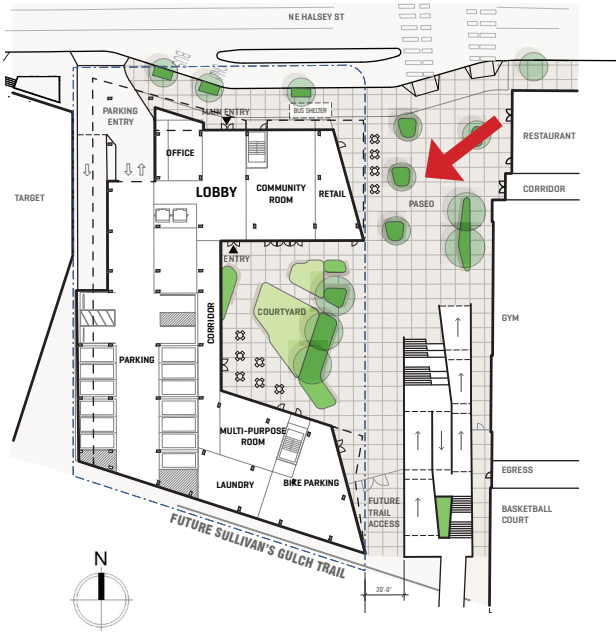 NE HALSEY ST
BUS
PARKING
ENTRY
MAIN ENTRY
BUS SHELTER
OFFICE
LOBBY
COMMUNITY
ROOM
RETAIL
RESTAURANT
TARGET
CORRIDOR
PASEO
ENTRY
COURTYARD
CORRIDOR
GYM
PARKING
MULTI-PURPOSE
ROOM
LAUNDRY
BIKE PARKING
EGRESS
FUTURE
TRAIL
ACCESS
BASKETBALL
COURT
FUTURE SULLIVAN'S GULCH TRAIL
20'-0"
N
L